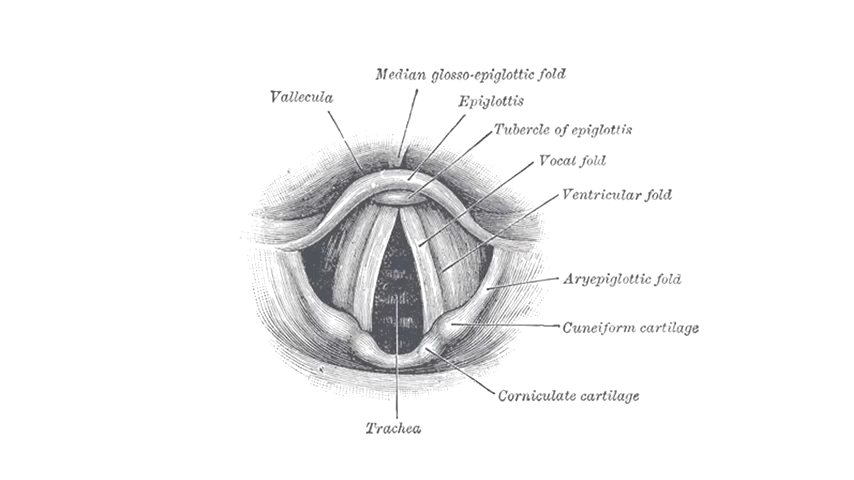 Median glosso-epiglottic fold
Vallecula
Epiglottis
Tubercle of epiglottis
Vocal fold
Ventricular fold
Aryepiglottic fold
Cuneiform cartilage
Corniculate cartilage
Trachea